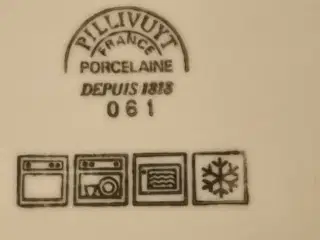 PILLIVUYT
FRANCE
PORCELAINE
DEPUIS 1818
061